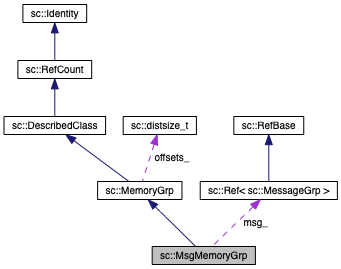 sc::Identity
sc::RefCount
sc::DescribedClass
sc::distsize_t
sc::RefBase
offsets_
sc::MemoryGrp
sc::Ref< sc::MessageGrp >
msg_
sc::MsgMemoryGrp